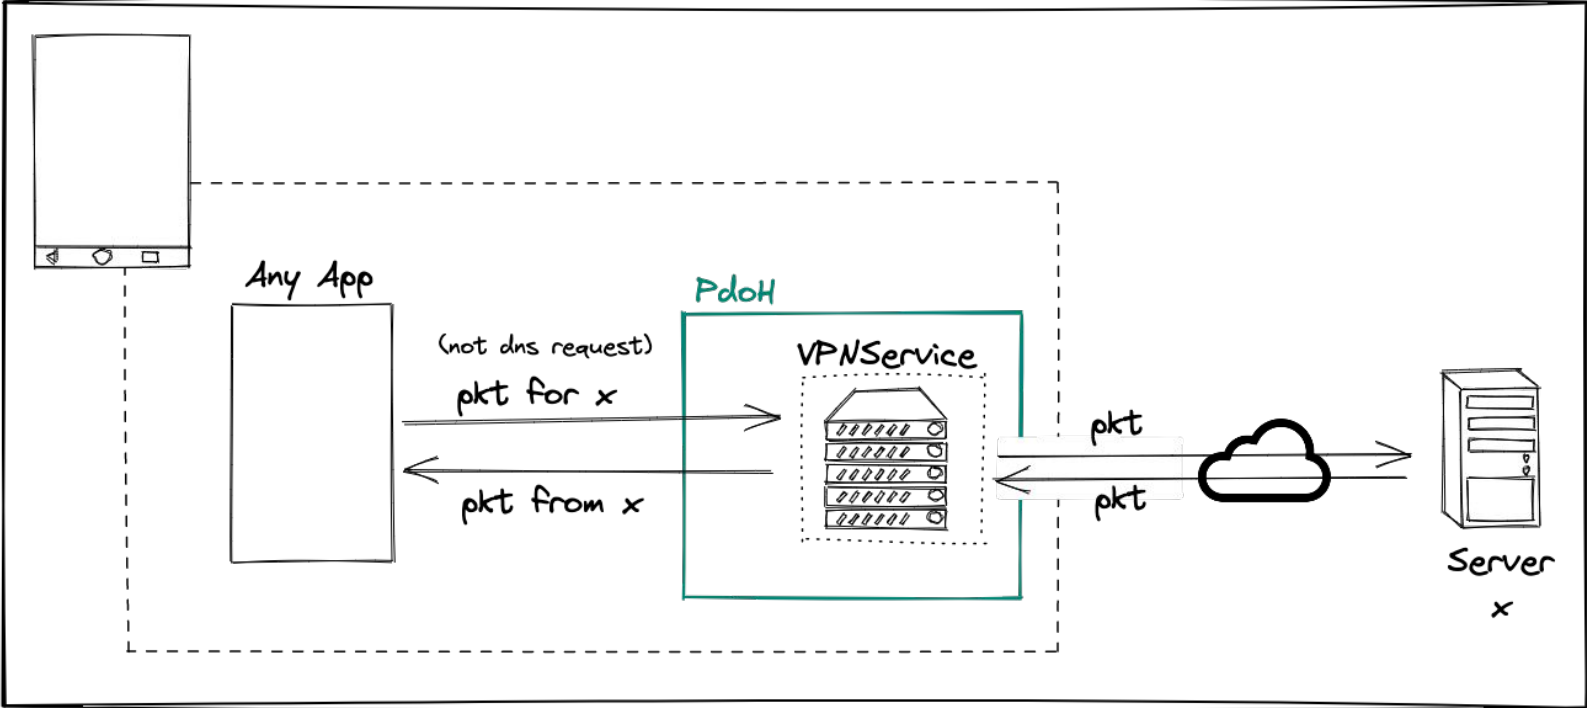 Any App
PdoH
(not dns request)
pkt for x
VPNService
pkt from x
pkt
pkt
Server
x